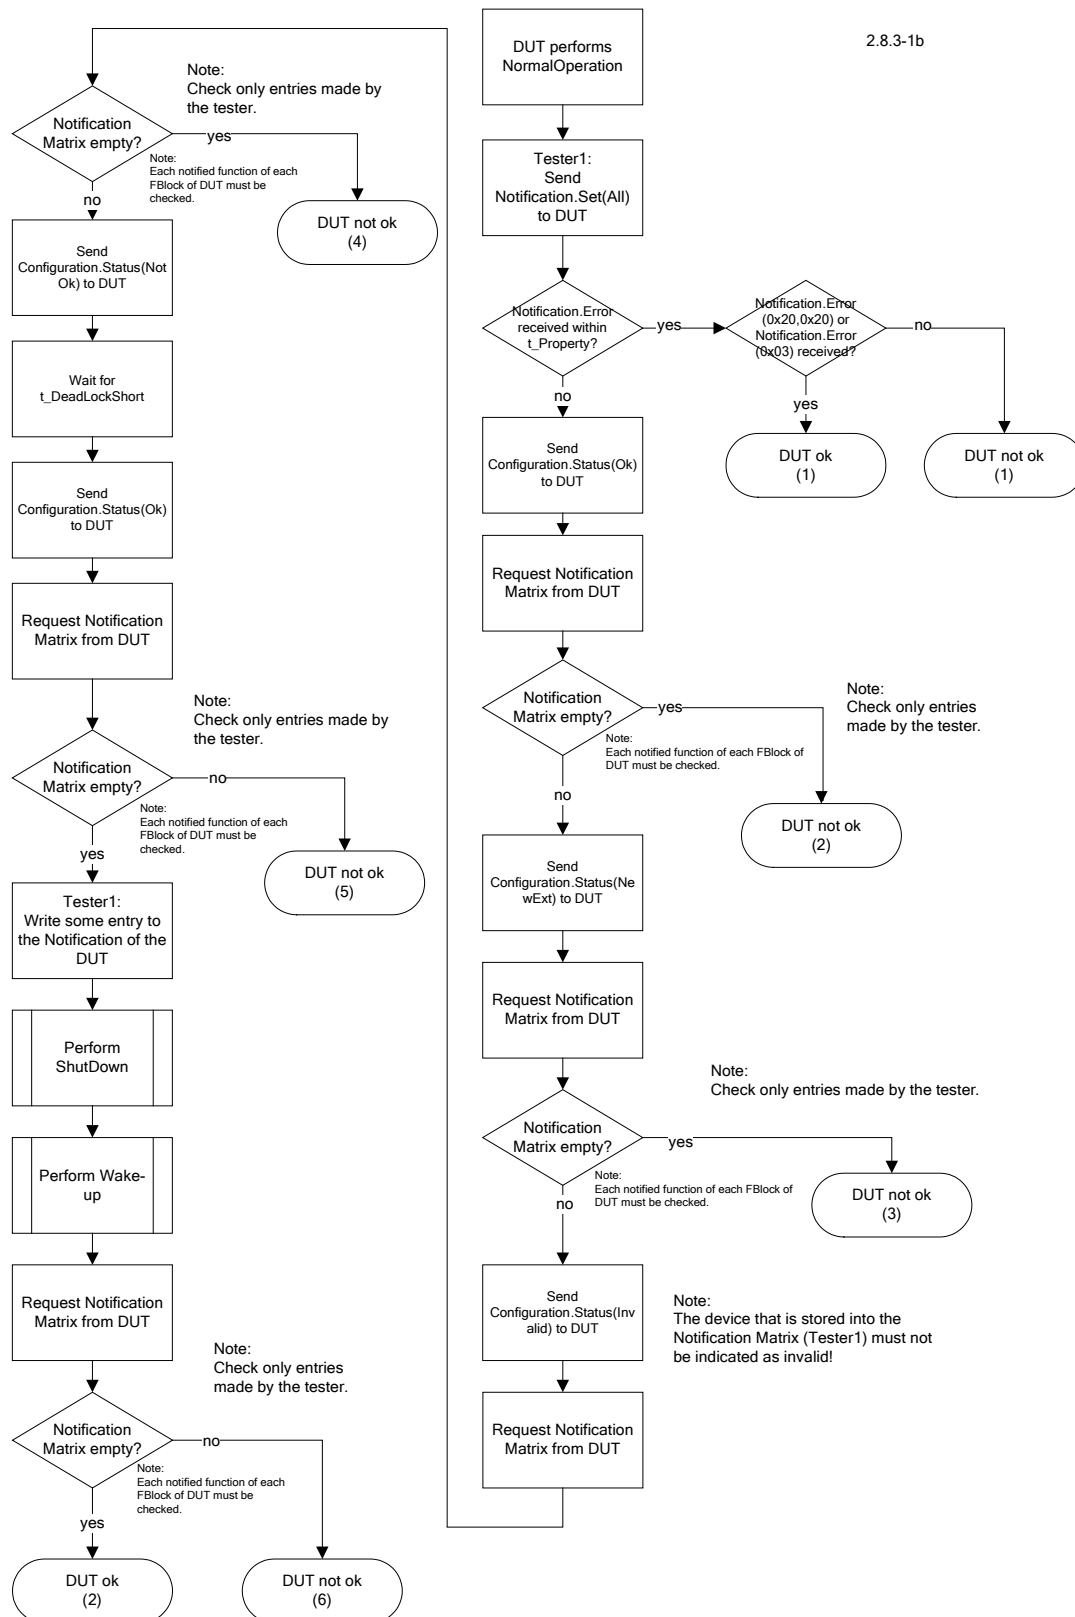 2.8.3-1b
DUT performs
NormalOperation
Tester1:
Send
Notification.Set(All)
to DUT
Notification.Error
received within
t_Property?
yes
Notification.Error
(0x20,0x20) or
Notification.Error
(0x03) received?
no
yes
DUT ok
(1)
DUT not ok
(1)
no
Send
Configuration.Status(Ok)
to DUT
Request Notification
Matrix from DUT
Notification
Matrix empty?
yes
Note:
Check only entries
made by the tester.
Note:
Each notified function of each FBlock of
DUT must be checked.
DUT not ok
(2)
no
Send
Configuration.Status(Ne
wExt) to DUT
Request Notification
Matrix from DUT
Note:
Check only entries made by the tester.
Notification
Matrix empty?
yes
Note:
Each notified function of each FBlock of
DUT must be checked.
DUT not ok
(3)
no
Send
Configuration.Status(Inv
alid) to DUT
Note:
The device that is stored into the
Notification Matrix (Tester1) must not
be indicated as invalid!
Request Notification
Matrix from DUT
Note:
Check only entries made by
the tester.
Notification
Matrix empty?
yes
Note:
Each notified function of each
FBlock of DUT must be
checked.
DUT not ok
(4)
no
Send
Configuration.Status(Not
Ok) to DUT
Wait for
t_DeadLockShort
Send
Configuration.Status(Ok)
to DUT
Request Notification
Matrix from DUT
Note:
Check only entries made by
the tester.
Notification
Matrix empty?
no
Note:
Each notified function of each
FBlock of DUT must be
checked.
DUT not ok
(5)
yes
Tester1:
Write some entry to
the Notification of the
DUT
Perform
ShutDown
Perform Wake-
up
Request Notification
Matrix from DUT
Note:
Check only entries
made by the tester.
Notification
Matrix empty?
no
Note:
Each notified function of each
FBlock of DUT must be
checked.
yes
DUT ok
(2)
DUT not ok
(6)